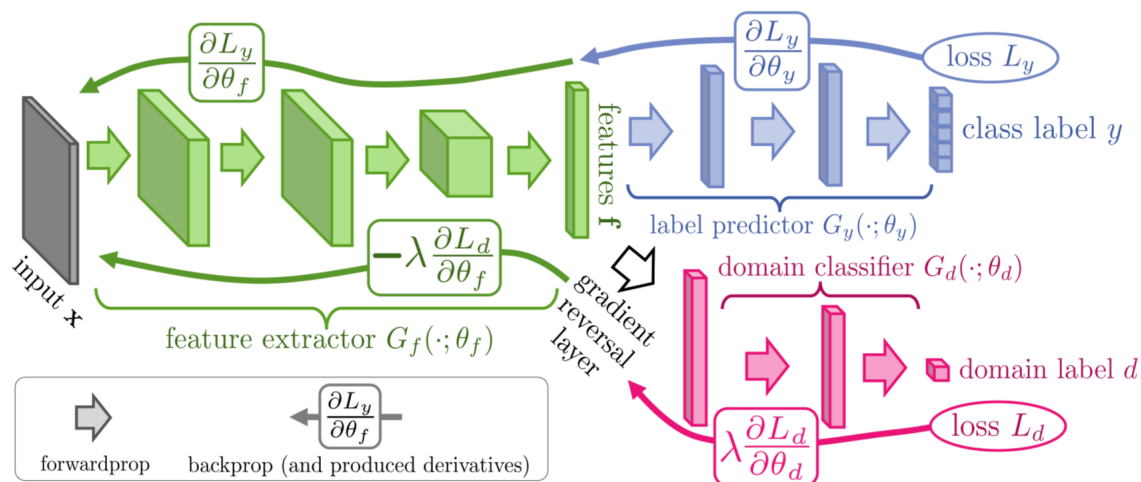 ∂L_y/∂θ_f
∂L_y/∂θ_y
loss L_y
features f
class label y
label predictor G_y(·; θ_y)
−λ ∂L_d/∂θ_f
input x
feature extractor G_f(·; θ_f)
gradient
reversal
layer
domain classifier G_d(·; θ_d)
domain label d
λ ∂L_d/∂θ_d
loss L_d
∂L_y/∂θ_f
forwardprop
backprop (and produced derivatives)